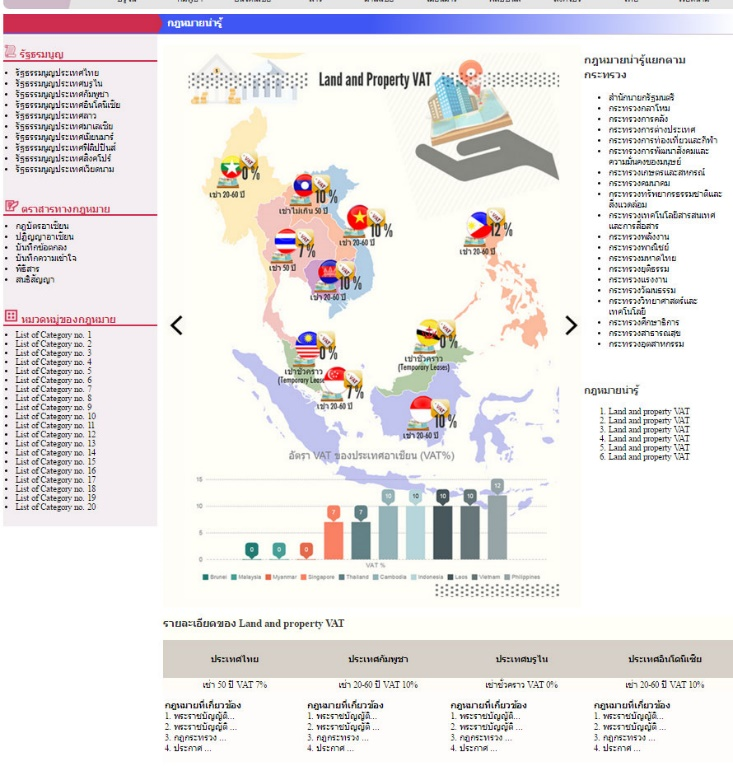 กฎหมายน่ารู้
รัฐธรมนูญ
รัฐธรรมนูญประเทศไทย
รัฐธรรมนูญประเทศบรูไน
รัฐธรรมนูญประเทศกัมพูชา
รัฐธรรมนูญประเทศอินโดนีเซีย
รัฐธรรมนูญประเทศลาว
รัฐธรรมนูญประเทศมาเลเซีย
รัฐธรรมนูญประเทศเมียนมาร์
รัฐธรรมนูญประเทศฟิลิปปินส์
รัฐธรรมนูญประเทศสิงคโปร์
รัฐธรรมนูญประเทศเวียดนาม
ตราสารทางกฎหมาย
กฎบัตรอาเซียน
ปฏิญญาอาเซียน
บันทึกข้อตกลง
บันทึกความเข้าใจ
พิธีสาร
สนธิสัญญา
หมวดหมู่ของกฎหมาย
List of Category no. 1
List of Category no. 2
List of Category no. 3
List of Category no. 4
List of Category no. 5
List of Category no. 6
List of Category no. 7
List of Category no. 8
List of Category no. 9
List of Category no. 10
List of Category no. 11
List of Category no. 12
List of Category no. 13
List of Category no. 14
List of Category no. 15
List of Category no. 16
List of Category no. 17
List of Category no. 18
List of Category no. 19
List of Category no. 20
Land and Property VAT
0 %
เช่า 20-60 ปี
10 %
เช่าไม่เกิน 50 ปี
10 %
เช่า 20-60 ปี
12 %
เช่า 20-60 ปี
7 %
เช่า 50 ปี
10 %
เช่า 20-60 ปี
0 %
เช่าชั่วคราว
(Temporary Leases)
0 %
เช่าชั่วคราว
(Temporary Leases)
7 %
เช่า 20-60 ปี
10 %
เช่า 20-60 ปี
อัตรา VAT ของประเทศอาเซียน (VAT%)
15
10
5
0
0
0
0
7
7
10
10
10
10
12
VAT %
Brunei Malaysia Myanmar Singapore Thailand Cambodia Indonesia Laos Vietnam Philippines
กฎหมายน่ารู้แยกตาม
กระทรวง
สำนักนายกรัฐมนตรี
กระทรวงกลาโหม
กระทรวงการคลัง
กระทรวงการต่างประเทศ
กระทรวงการท่องเที่ยวและกีฬา
กระทรวงการพัฒนาสังคมและ
ความมั่นคงของมนุษย์
กระทรวงเกษตรและสหกรณ์
กระทรวงคมนาคม
กระทรวงทรัพยากรธรรมชาติและ
สิ่งแวดล้อม
กระทรวงเทคโนโลยีสารสนเทศ
และการสื่อสาร
กระทรวงพลังงาน
กระทรวงพาณิชย์
กระทรวงมหาดไทย
กระทรวงยุติธรรม
กระทรวงแรงงาน
กระทรวงวัฒนธรรม
กระทรวงวิทยาศาสตร์และ
เทคโนโลยี
กระทรวงศึกษาธิการ
กระทรวงสาธารณสุข
กระทรวงอุตสาหกรรม
กฎหมายน่ารู้
1. Land and property VAT
2. Land and property VAT
3. Land and property VAT
4. Land and property VAT
5. Land and property VAT
6. Land and property VAT
รายละเอียดของ Land and property VAT
ประเทศไทย ประเทศกัมพูชา ประเทศบรูไน ประเทศอินโดนีเซีย
เช่า 50 ปี VAT 7% เช่า 20-60 ปี VAT 10% เช่าชั่วคราว VAT 0% เช่า 20-60 ปี VAT 10%
กฎหมายที่เกี่ยวข้อง กฎหมายที่เกี่ยวข้อง กฎหมายที่เกี่ยวข้อง กฎหมายที่เกี่ยวข้อง
1. พระราชบัญญัติ... 1. พระราชบัญญัติ... 1. พระราชบัญญัติ... 1. พระราชบัญญัติ...
2. พระราชบัญญัติ ... 2. พระราชบัญญัติ ... 2. พระราชบัญญัติ ... 2. พระราชบัญญัติ ...
3. กฎกระทรวง ... 3. กฎกระทรวง ... 3. กฎกระทรวง ... 3. กฎกระทรวง ...
4. ประกาศ ... 4. ประกาศ ... 4. ประกาศ ... 4. ประกาศ ...